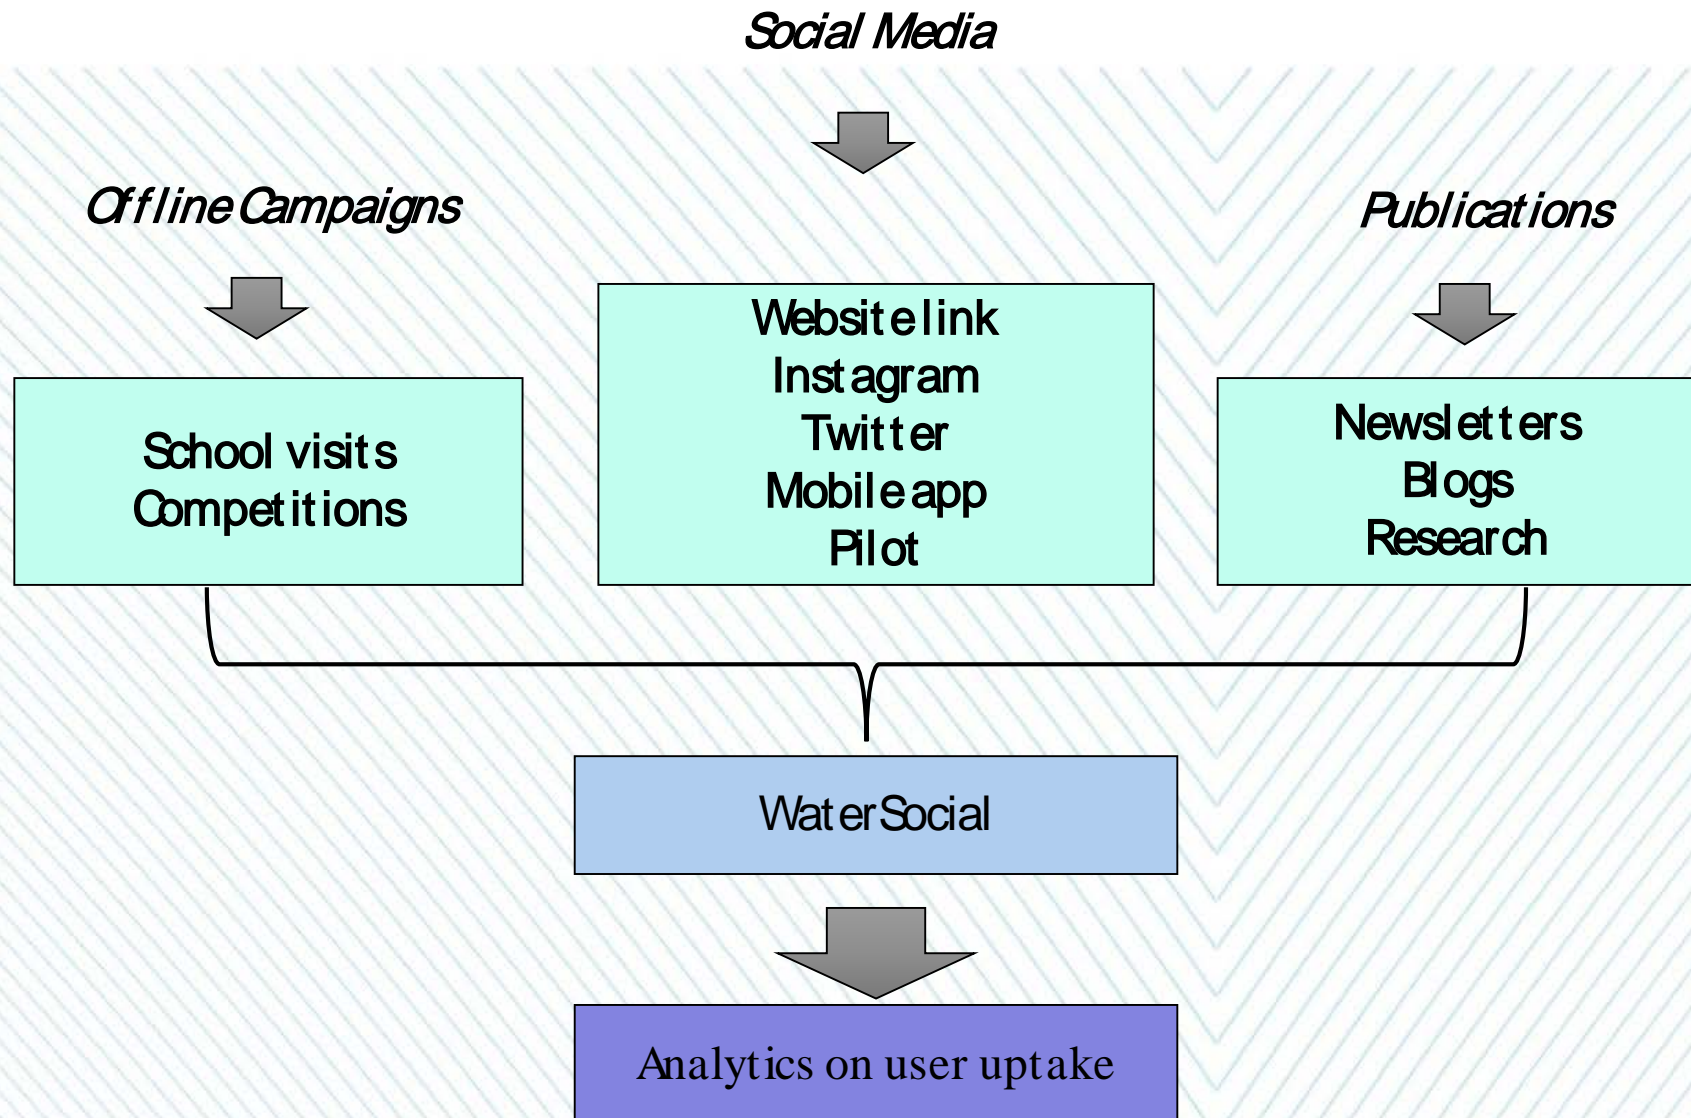 Social Media
Offline Campaigns
Publications
Website link
Instagram
Twitter
Mobile app
Pilot
School visits
Competitions
Newsletters
Blogs
Research
WaterSocial
Analytics on user uptake